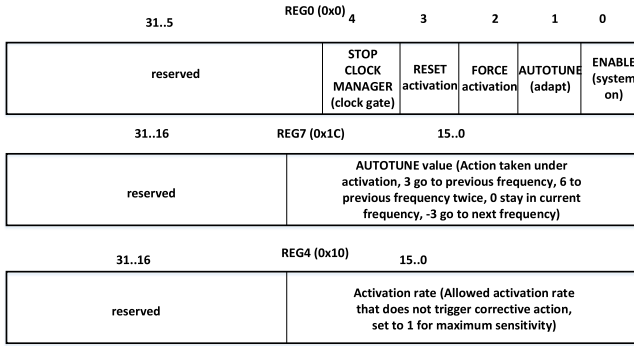 REG0 (0x0)
31..5 4 3 2 1 0
reserved
STOP
CLOCK
MANAGER
(clock gate)
RESET
activation
FORCE
activation
AUTOTUNE
(adapt)
ENABLE
(system
on)
31..16 REG7 (0x1C) 15..0
reserved
AUTOTUNE value (Action taken under
activation, 3 go to previous frequency, 6 to
previous frequency twice, 0 stay in current
frequency, -3 go to next frequency)
31..16 REG4 (0x10) 15..0
reserved
Activation rate (Allowed activation rate
that does not trigger corrective action,
set to 1 for maximum sensitivity)